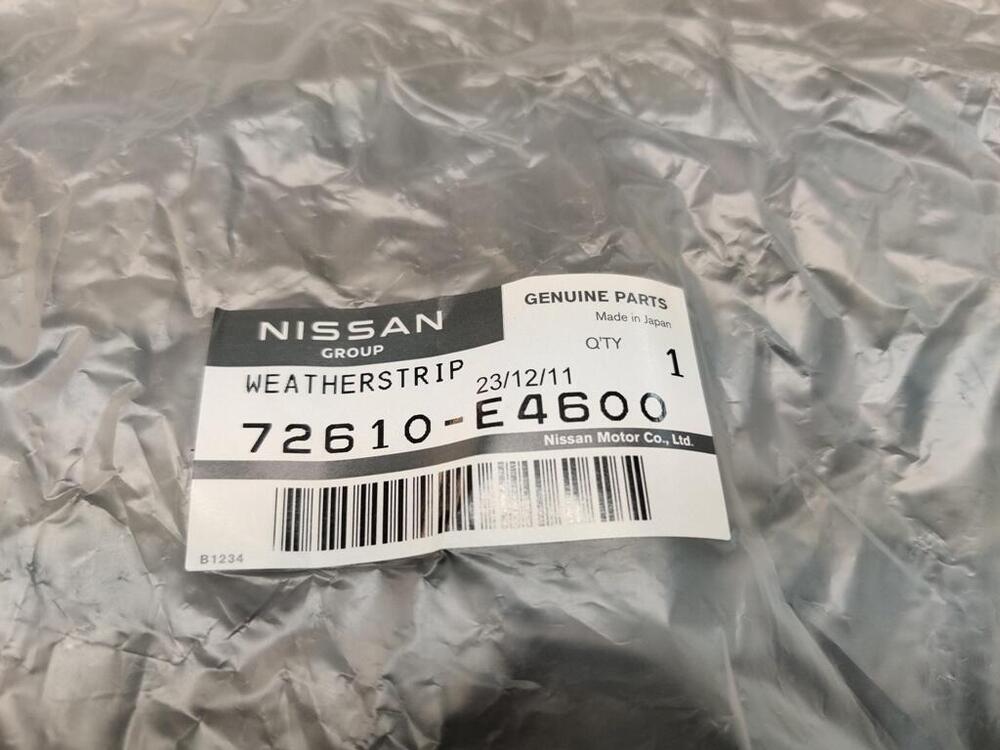 NISSAN
GROUP
GENUINE PARTS
Made in Japan
Q'TY
1
WEATHERSTRIP
23/12/11
72610-E4600
Nissan Motor Co., Ltd.
B1234